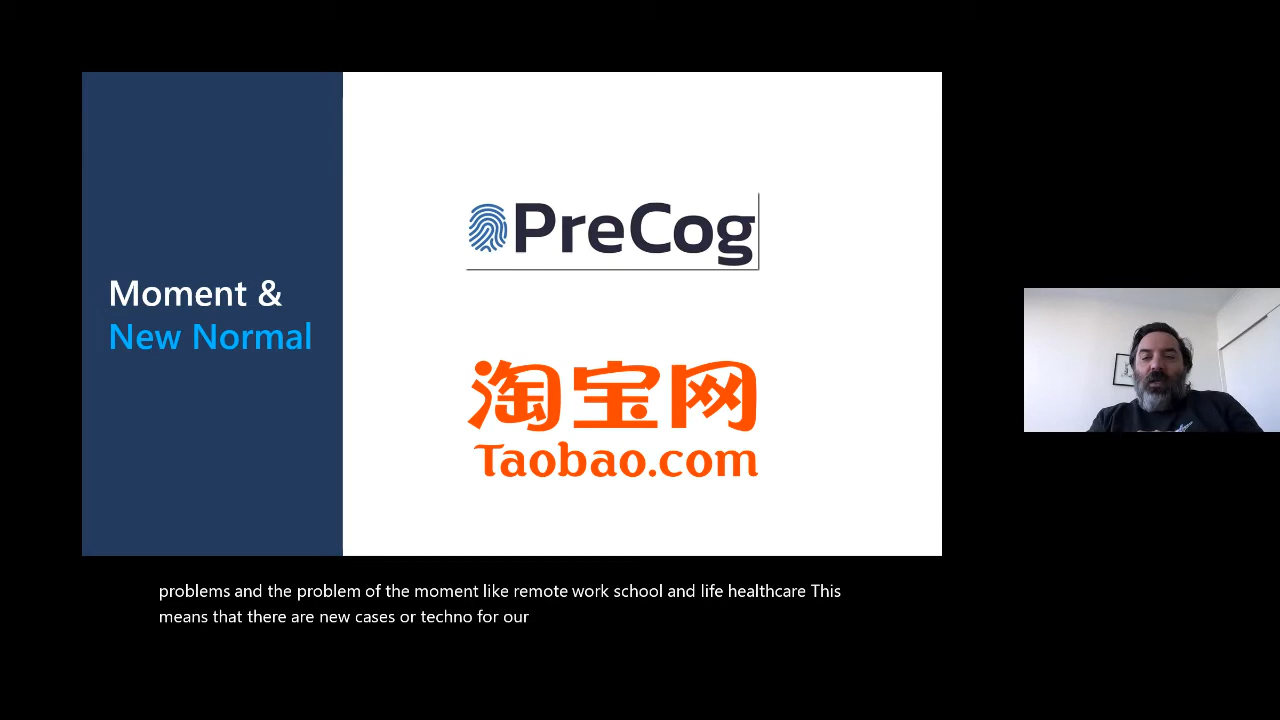 Moment &
New Normal
PreCog
淘宝网
Taobao.com
problems and the problem of the moment like remote work school and life healthcare This
means that there are new cases or techno for our